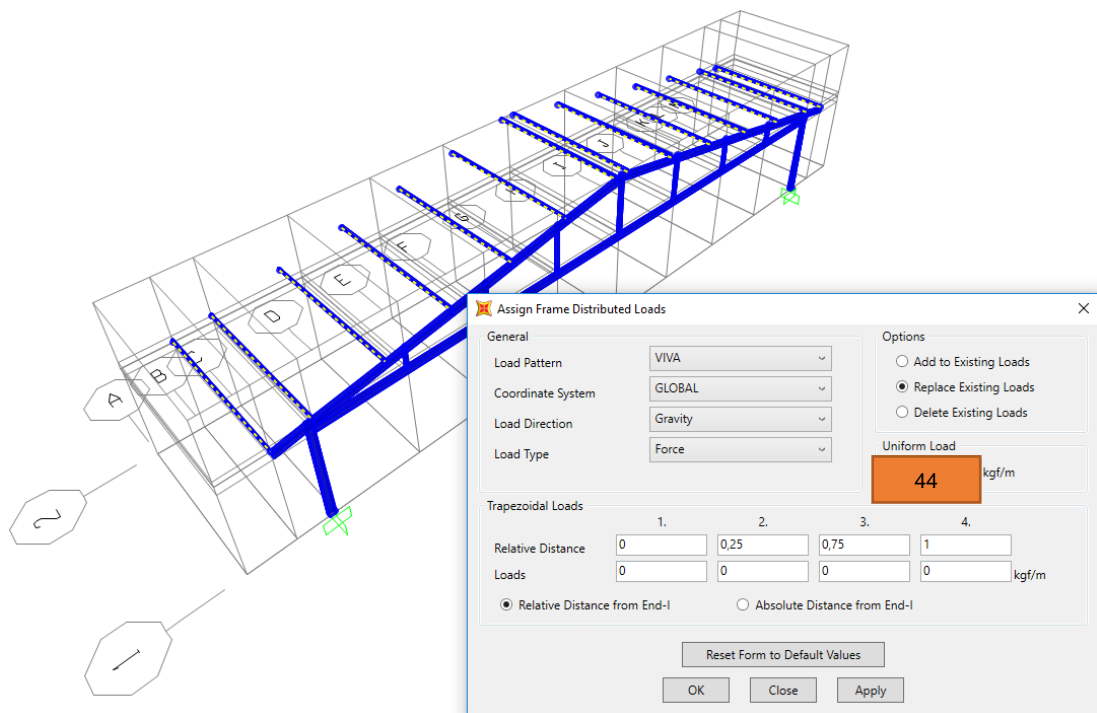 A
B
C
D
E
F
G
H
I
J
K
2
1
Assign Frame Distributed Loads
General
Load Pattern
VIVA
Coordinate System
GLOBAL
Load Direction
Gravity
Load Type
Force
Options
Add to Existing Loads
Replace Existing Loads
Delete Existing Loads
Uniform Load
44 kgf/m
Trapezoidal Loads
1. 2. 3. 4.
Relative Distance 0 0,25 0,75 1
Loads 0 0 0 0 kgf/m
Relative Distance from End-I Absolute Distance from End-I
Reset Form to Default Values
OK Close Apply